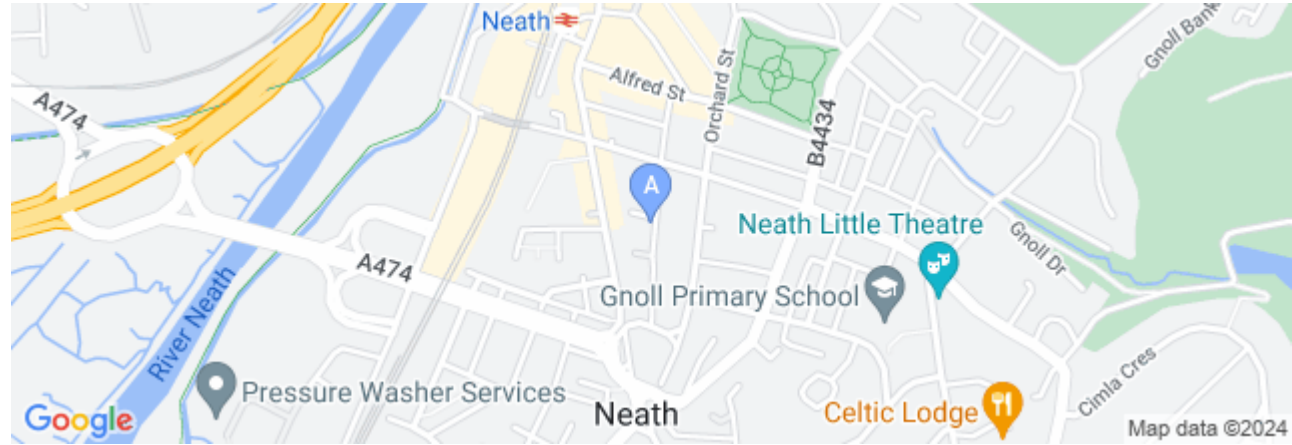 Neath
Gnoll Bank
A474
Alfred St
Orchard St
B4434
A
Neath Little Theatre
Gnoll Dr
A474
Gnoll Primary School
River Neath
Pressure Washer Services
Cimla Cres
Neath
Celtic Lodge
Google
Map data ©2024